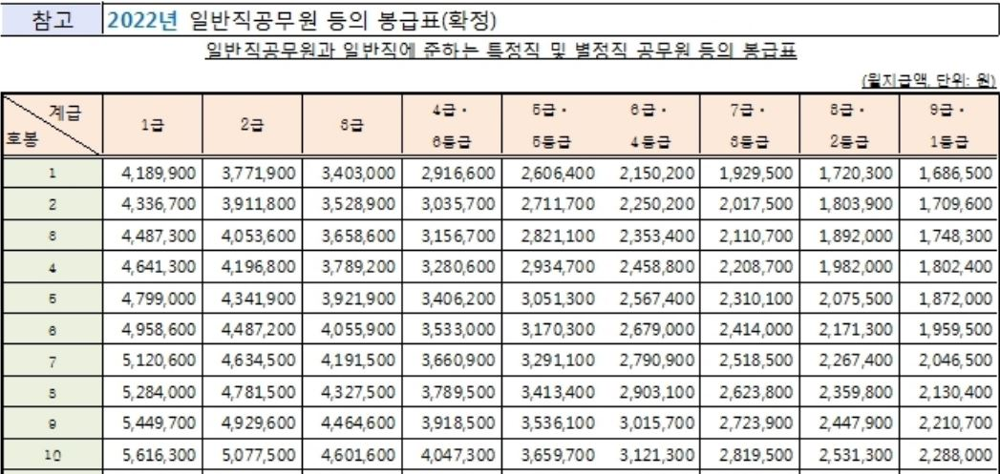 참고 2022년 일반직공무원 등의 봉급표(확정)
일반직공무원과 일반직에 준하는 특정직 및 별정직 공무원 등의 봉급표
(월지급액, 단위: 원)
계급 호봉 1급 2급 3급 4급· 6등급 5급· 5등급 6급· 4등급 7급· 3등급 8급· 2등급 9급· 1등급
1 4,189,900 3,771,900 3,403,000 2,916,600 2,606,400 2,150,200 1,929,500 1,720,300 1,686,500
2 4,336,700 3,911,800 3,528,900 3,035,700 2,711,700 2,250,200 2,017,500 1,803,900 1,709,600
3 4,487,300 4,053,600 3,658,600 3,156,700 2,821,100 2,353,400 2,110,700 1,892,000 1,748,300
4 4,641,300 4,196,800 3,789,200 3,280,600 2,934,700 2,458,800 2,208,700 1,982,000 1,802,400
5 4,799,000 4,341,900 3,921,900 3,406,200 3,051,300 2,567,400 2,310,100 2,075,500 1,872,000
6 4,958,600 4,487,200 4,055,900 3,533,000 3,170,300 2,679,000 2,414,000 2,171,300 1,959,500
7 5,120,600 4,634,500 4,191,500 3,660,900 3,291,100 2,790,900 2,518,500 2,267,400 2,046,500
8 5,284,000 4,781,500 4,327,500 3,789,500 3,413,400 2,903,100 2,623,800 2,359,800 2,130,400
9 5,449,700 4,929,600 4,464,600 3,918,500 3,536,100 3,015,700 2,723,900 2,447,900 2,210,700
10 5,616,300 5,077,500 4,601,600 4,047,300 3,659,700 3,121,300 2,819,500 2,531,300 2,288,000